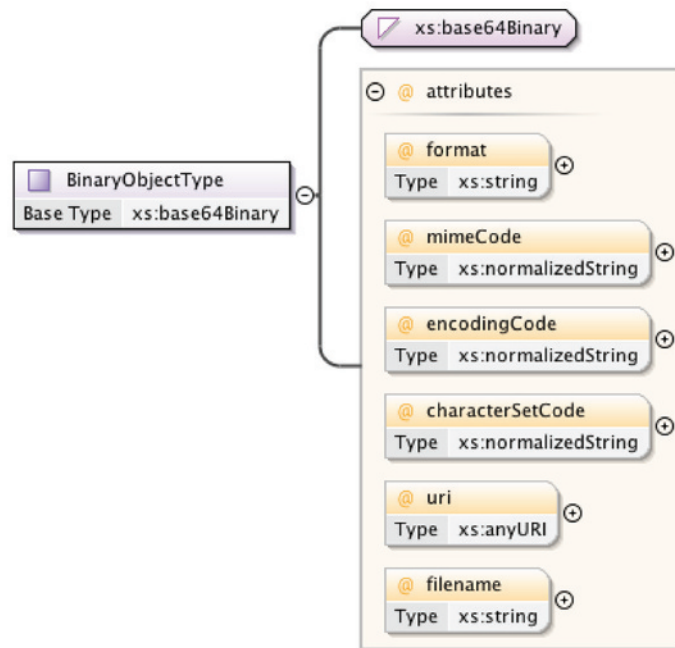 xs:base64Binary
@ attributes
@ format
Type xs:string
BinaryObjectType
Base Type xs:base64Binary
@ mimeCode
Type xs:normalizedString
@ encodingCode
Type xs:normalizedString
@ characterSetCode
Type xs:normalizedString
@ uri
Type xs:anyURI
@ filename
Type xs:string